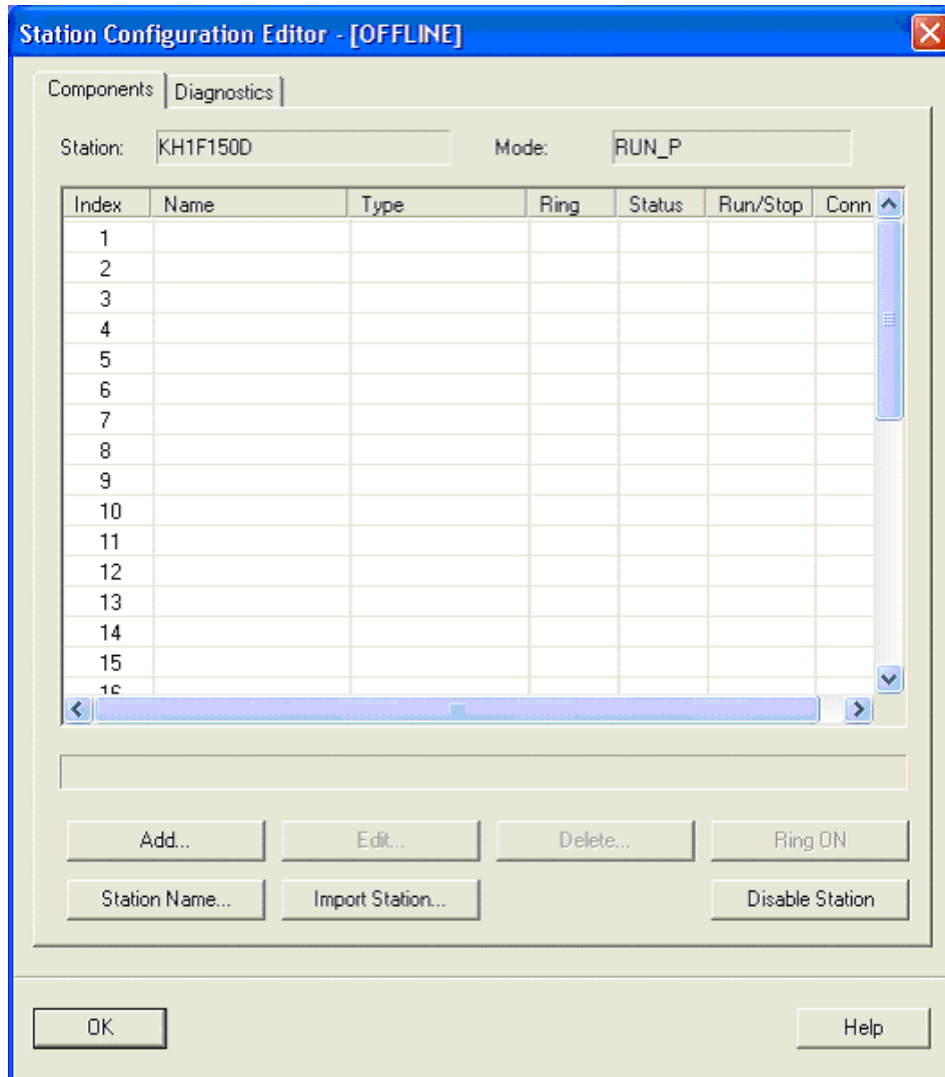 Station Configuration Editor - [OFFLINE]
Components Diagnostics
Station: KH1F150D Mode: RUN_P
Index Name Type Ring Status Run/Stop Conn
1
2
3
4
5
6
7
8
9
10
11
12
13
14
15
16
Add... Edit... Delete... Ring ON
Station Name... Import Station... Disable Station
OK Help